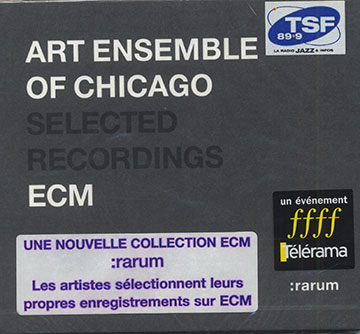 ART ENSEMBLE
OF CHICAGO
SELECTED
RECORDINGS
ECM
TSF
89.9
LA RADIO JAZZ & INFOS
un événement
ffff
Télérama
:rarum
UNE NOUVELLE COLLECTION ECM
:rarum
Les artistes sélectionnent leurs
propres enregistrements sur ECM